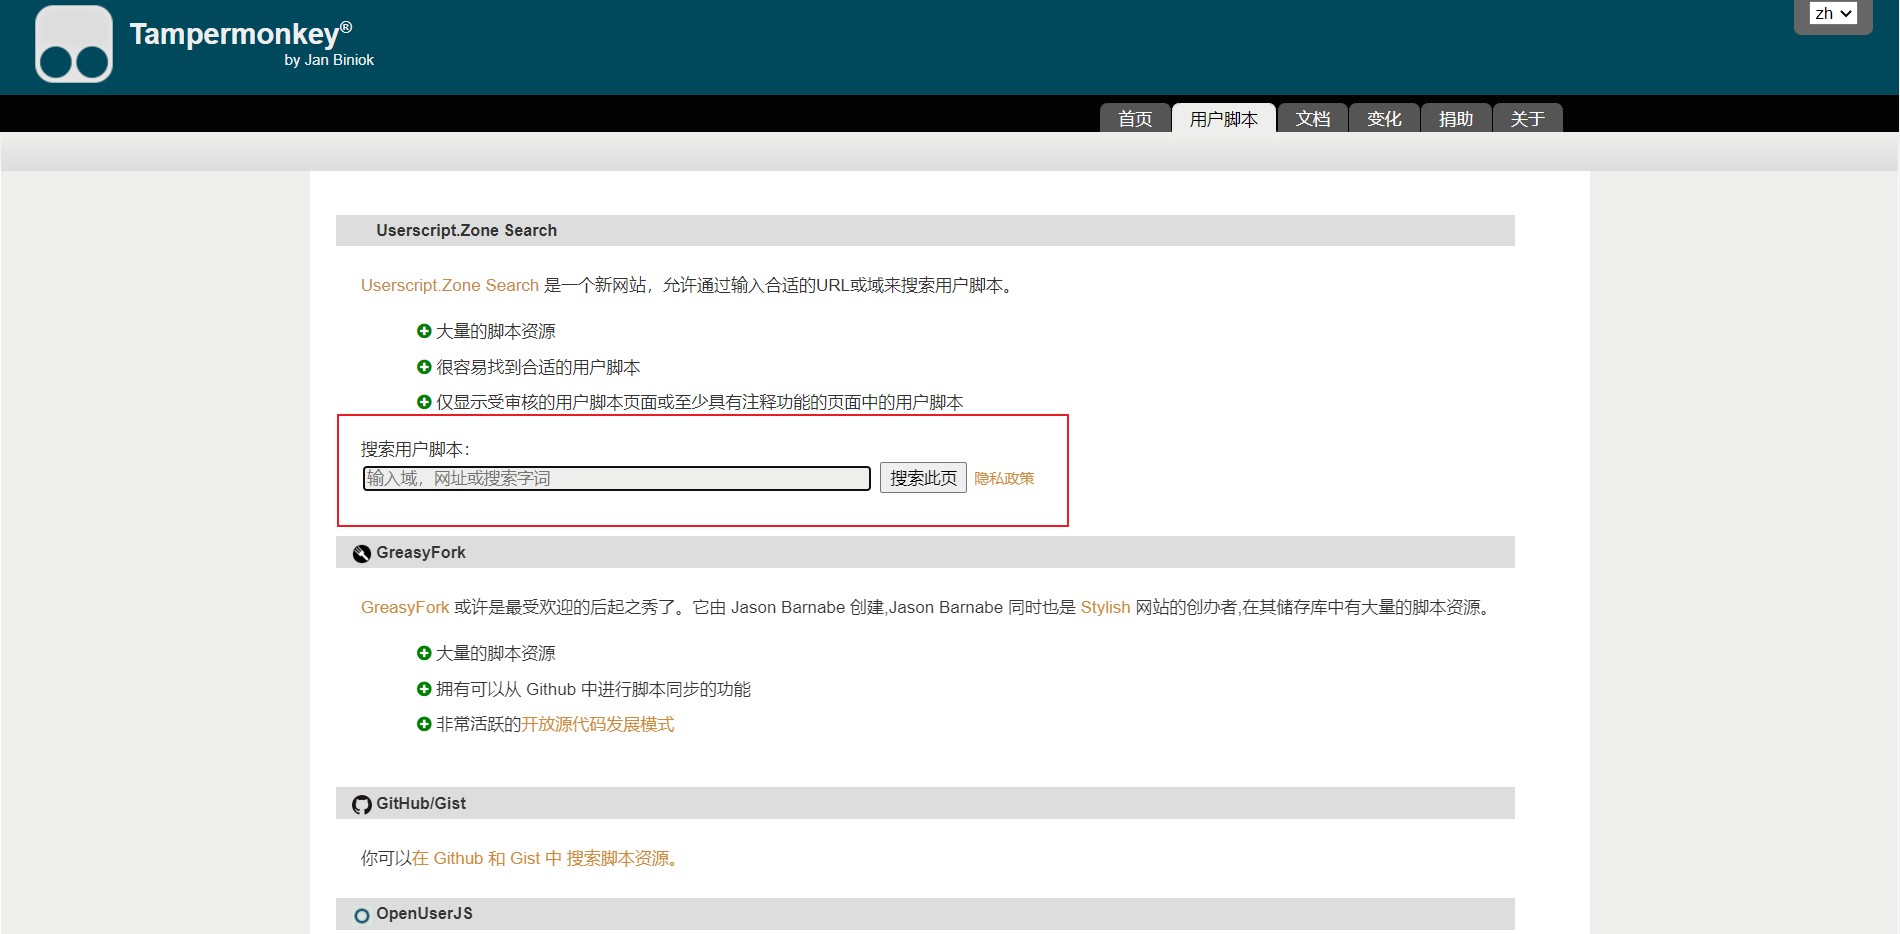 Tampermonkey®
by Jan Biniok
zh
首页 用户脚本 文档 变化 捐助 关于
Userscript.Zone Search
Userscript.Zone Search 是一个新网站，允许通过输入合适的URL或域来搜索用户脚本。
大量的脚本资源
很容易找到合适的用户脚本
仅显示受审核的用户脚本页面或至少具有注释功能的页面中的用户脚本
搜索用户脚本：
输入域，网址或搜索字词 搜索此页 隐私政策
GreasyFork
GreasyFork 或许是最受欢迎的后起之秀了。它由 Jason Barnabe 创建,Jason Barnabe 同时也是 Stylish 网站的创办者,在其储存库中有大量的脚本资源。
大量的脚本资源
拥有可以从 Github 中进行脚本同步的功能
非常活跃的开放源代码发展模式
GitHub/Gist
你可以在 Github 和 Gist 中 搜索脚本资源。
OpenUserJS